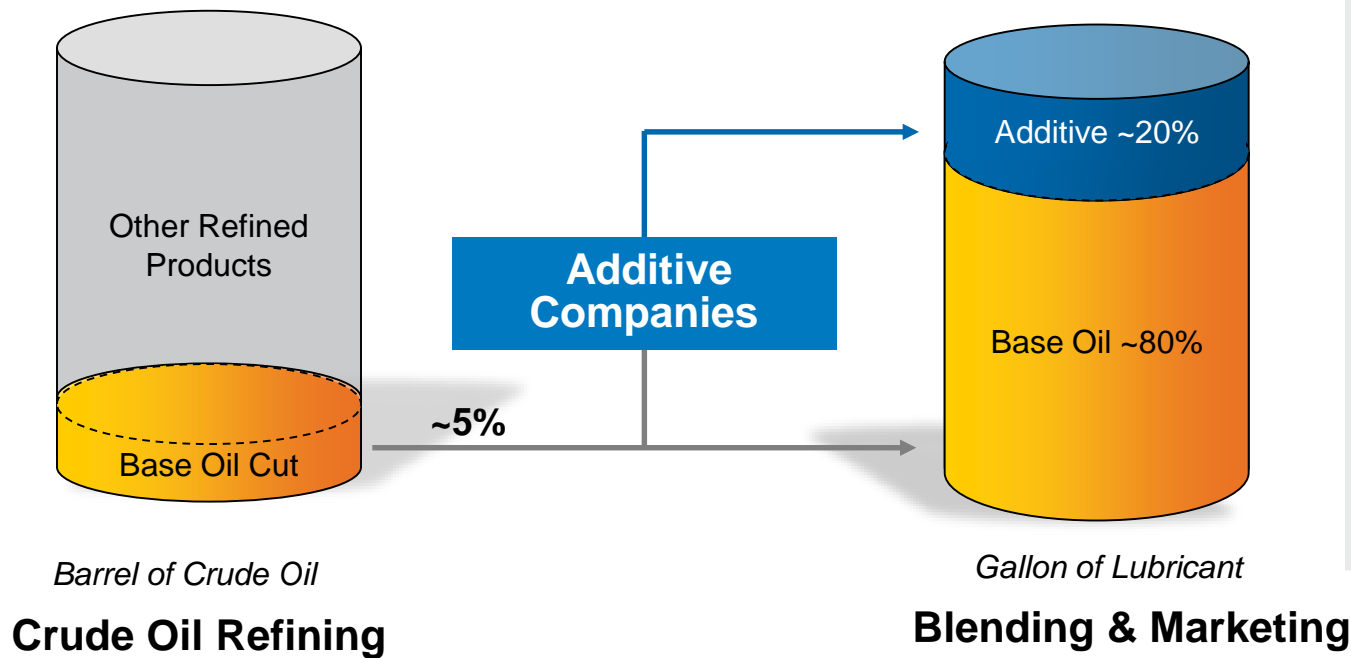 Other Refined
Products
Base Oil Cut
~5%
Additive
Companies
Additive ~20%
Base Oil ~80%
Barrel of Crude Oil
Crude Oil Refining
Gallon of Lubricant
Blending & Marketing